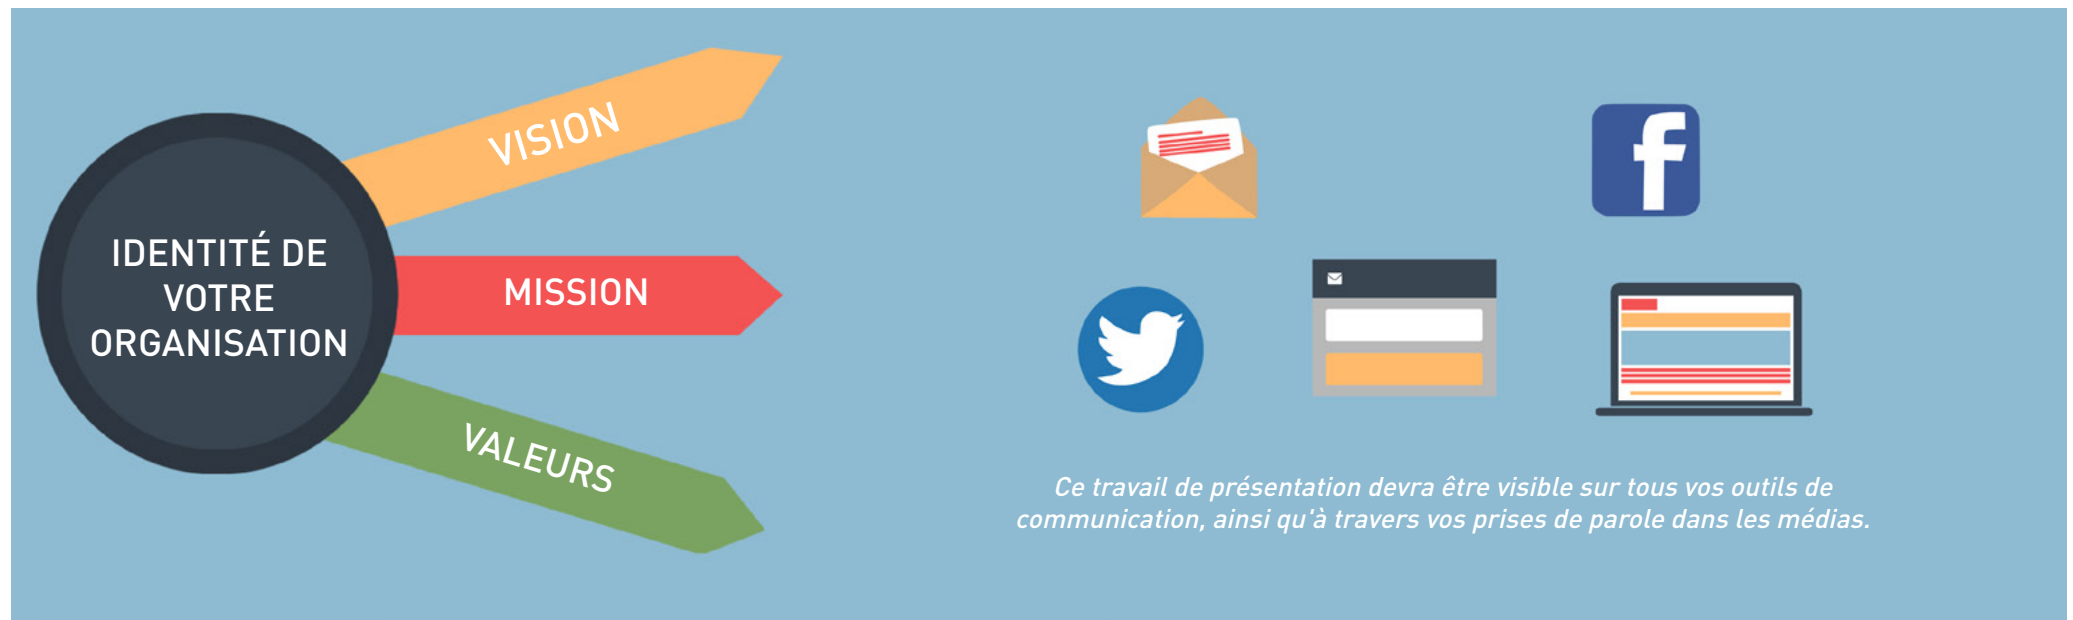 VISION
IDENTITÉ DE
VOTRE
ORGANISATION
MISSION
VALEURS
Ce travail de présentation devra être visible sur tous vos outils de
communication, ainsi qu'à travers vos prises de parole dans les médias.